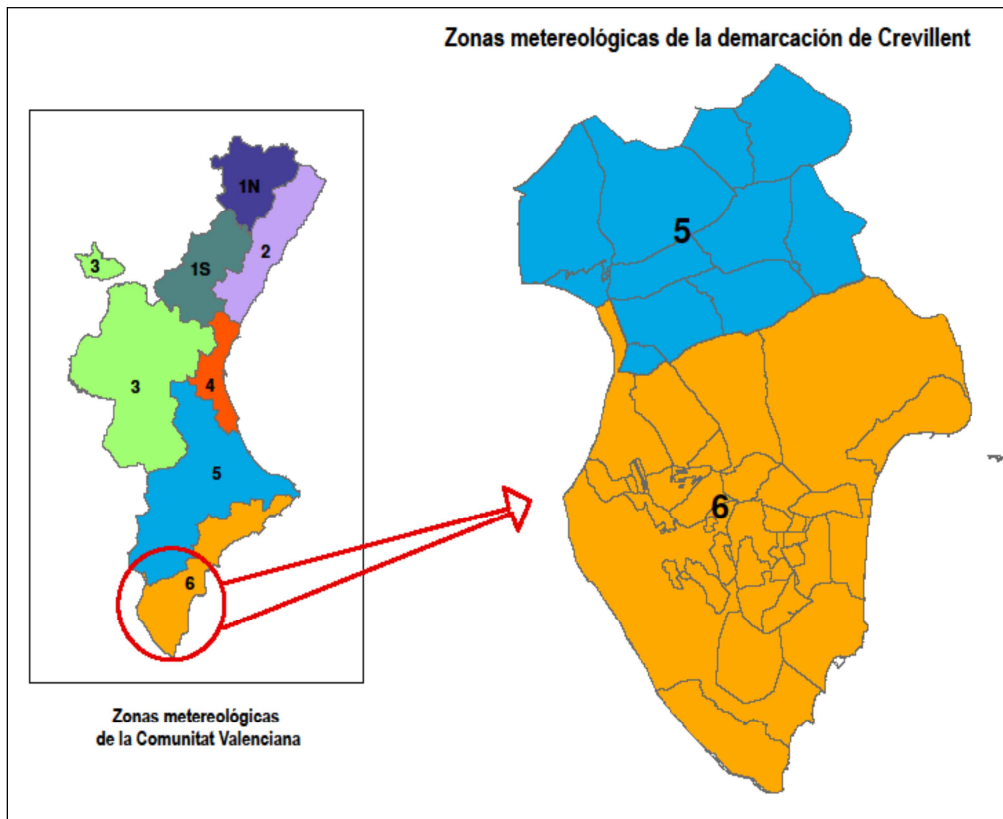 Zonas metereológicas de la demarcación de Crevillent
1N
2
3
1S
3
4
5
6
5
6
Zonas metereológicas
de la Comunitat Valenciana